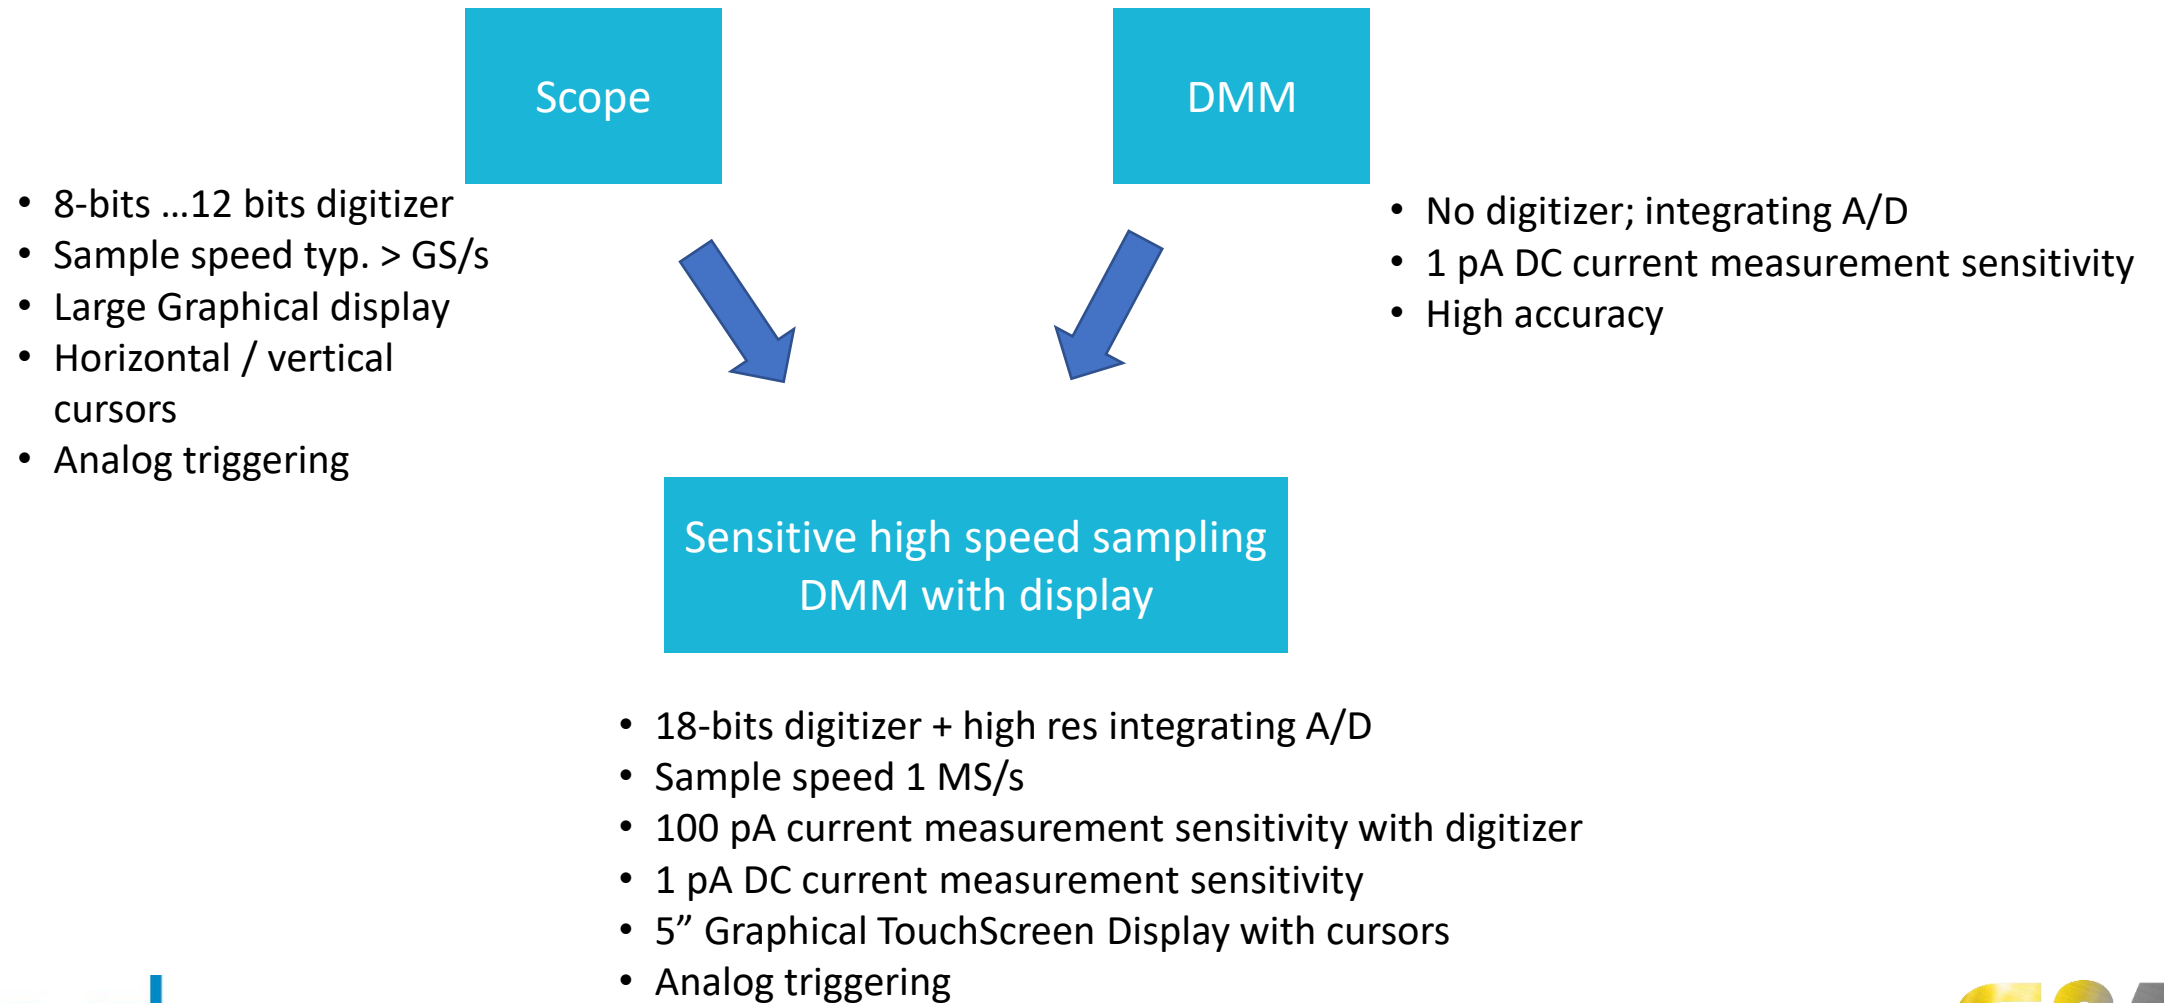 Scope
DMM
• 8-bits …12 bits digitizer
• Sample speed typ. > GS/s
• Large Graphical display
• Horizontal / vertical
cursors
• Analog triggering
• No digitizer; integrating A/D
• 1 pA DC current measurement sensitivity
• High accuracy
Sensitive high speed sampling
DMM with display
• 18-bits digitizer + high res integrating A/D
• Sample speed 1 MS/s
• 100 pA current measurement sensitivity with digitizer
• 1 pA DC current measurement sensitivity
• 5” Graphical TouchScreen Display with cursors
• Analog triggering